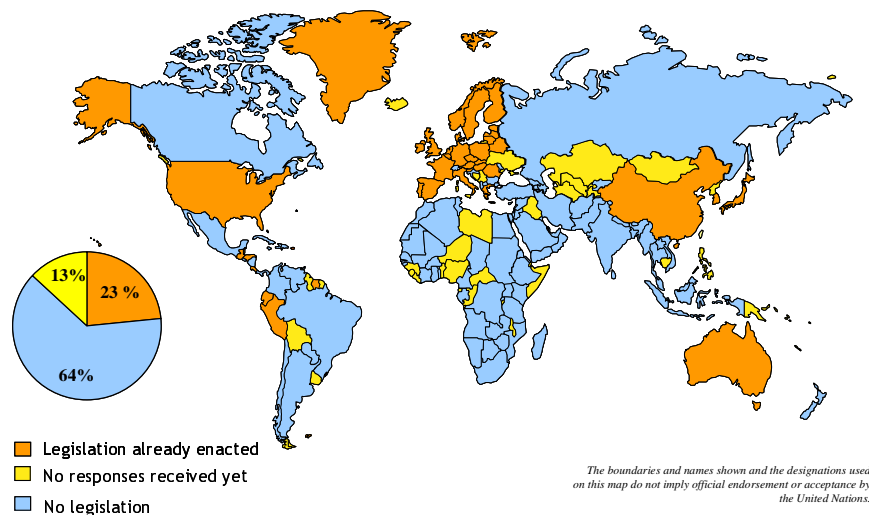 13%
23 %
64%
Legislation already enacted
No responses received yet
No legislation
The boundaries and names shown and the designations used
on this map do not imply official endorsement or acceptance by
the United Nations.